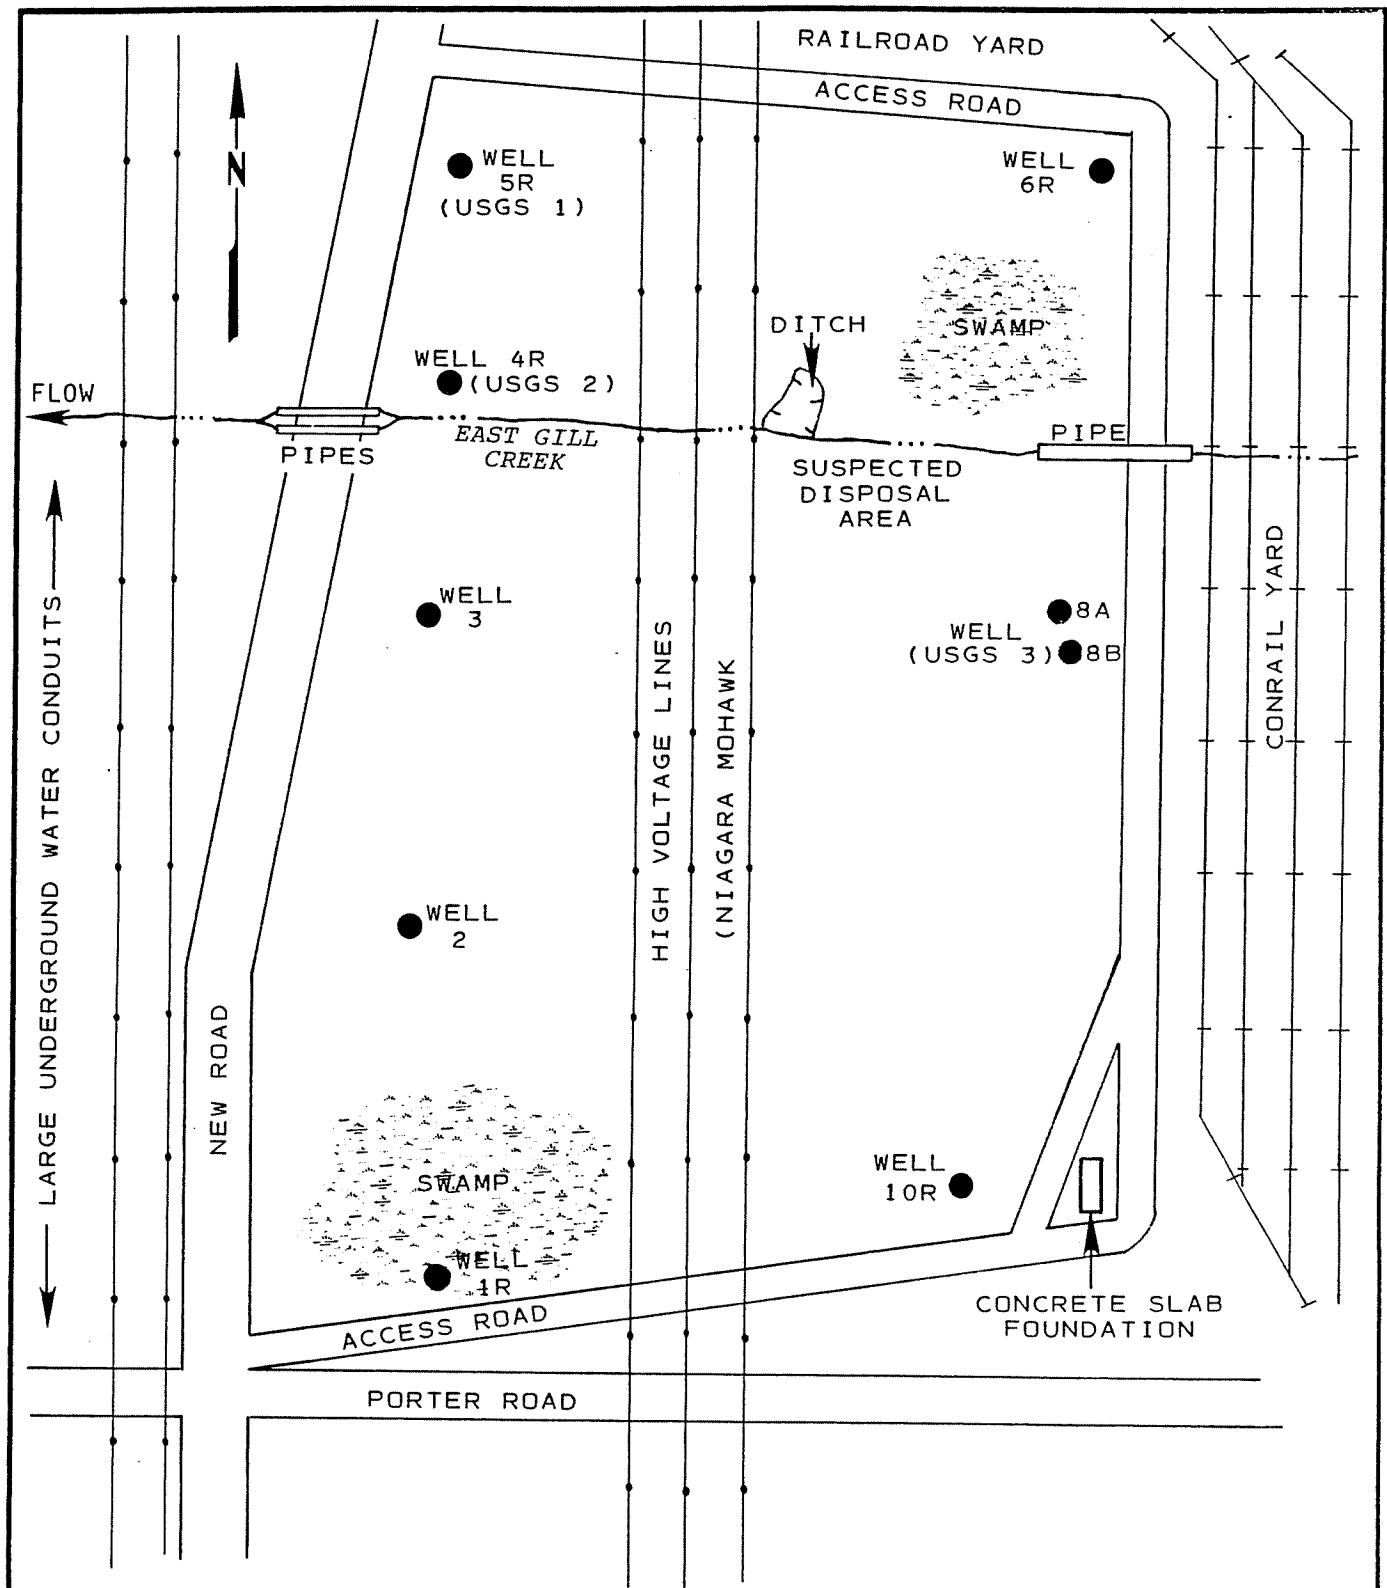 RAILROAD YARD
ACCESS ROAD
N
WELL
5R
(USGS 1)
WELL
6R
SWAMP
DITCH
WELL 4R
(USGS 2)
FLOW
EAST GILL
CREEK
PIPES
PIPE
SUSPECTED
DISPOSAL
AREA
WELL
3
8A
WELL
(USGS 3)
8B
CONRAIL YARD
LARGE UNDERGROUND WATER CONDUITS
HIGH VOLTAGE LINES
(NIAGARA MOHAWK
WELL
2
NEW ROAD
SWAMP
WELL
10R
WELL
1R
ACCESS ROAD
CONCRETE SLAB
FOUNDATION
PORTER ROAD